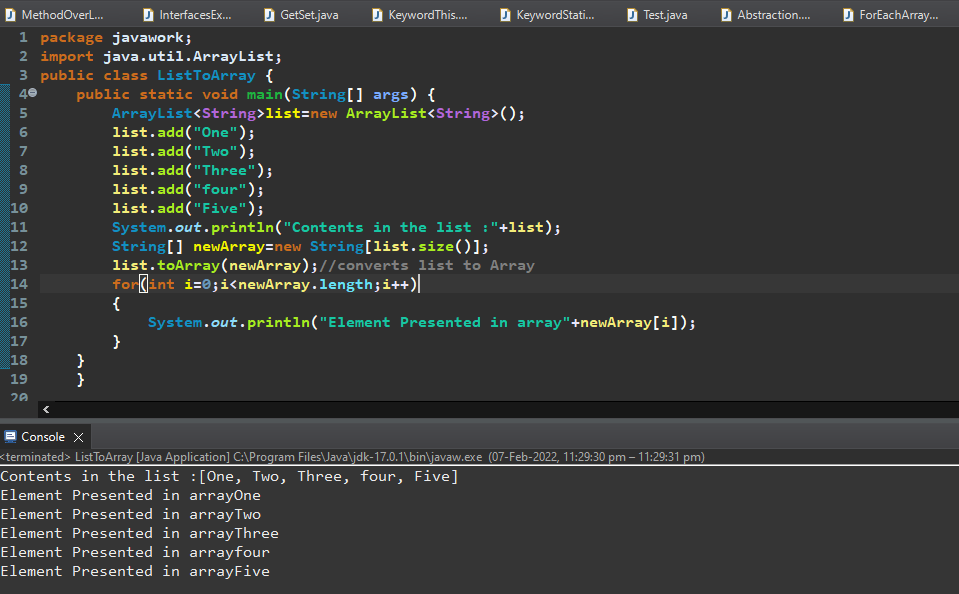 MethodOverL... InterfacesEx... GetSet.java KeywordThis.... KeywordStati... Test.java Abstraction.... ForEachArray...
1 package javawork;
2 import java.util.ArrayList;
3 public class ListToArray {
4 public static void main(String[] args) {
5 ArrayList<String>list=new ArrayList<String>();
6 list.add("One");
7 list.add("Two");
8 list.add("Three");
9 list.add("four");
10 list.add("Five");
11 System.out.println("Contents in the list :"+list);
12 String[] newArray=new String[list.size()];
13 list.toArray(newArray);//converts list to Array
14 for(int i=0;i<newArray.length;i++)
15 {
16 System.out.println("Element Presented in array"+newArray[i]);
17 }
18 }
19 }
20
Console
<terminated> ListToArray [Java Application] C:\Program Files\Java\jdk-17.0.1\bin\javaw.exe (07-Feb-2022, 11:29:30 pm – 11:29:31 pm)
Contents in the list :[One, Two, Three, four, Five]
Element Presented in arrayOne
Element Presented in arrayTwo
Element Presented in arrayThree
Element Presented in arrayfour
Element Presented in arrayFive